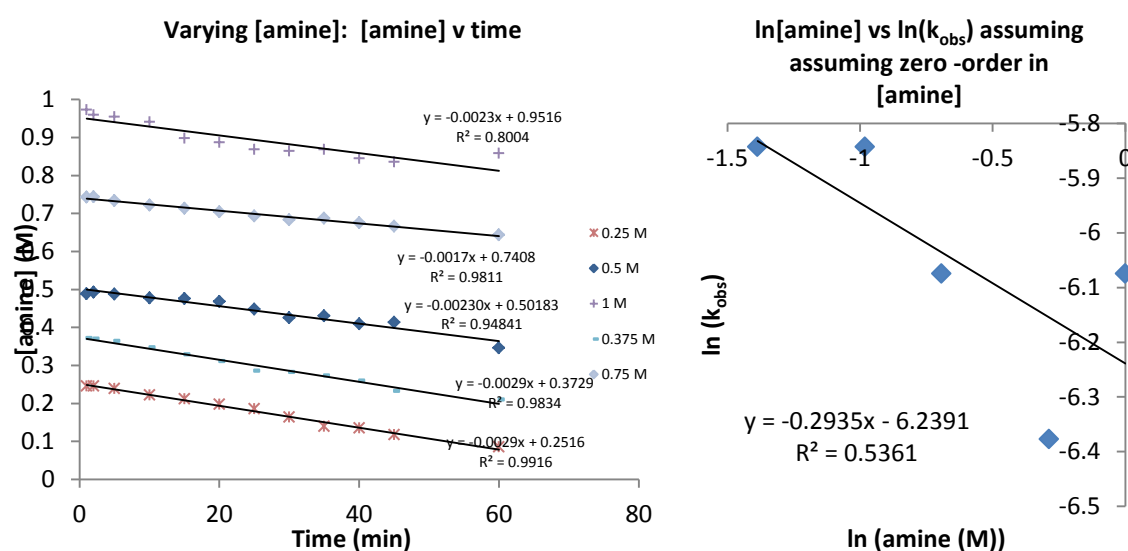 Varying [amine]: [amine] v time
1
0.9
0.8
0.7
0.6
0.5
0.4
0.3
0.2
0.1
0
[amine] (M)
y = -0.0023x + 0.9516
R² = 0.8004
y = -0.0017x + 0.7408
R² = 0.9811
y = -0.00230x + 0.50183
R² = 0.94841
y = -0.0029x + 0.3729
R² = 0.9834
y = -0.0029x + 0.2516
R² = 0.9916
0 20 40 60 80
Time (min)
0.25 M
0.5 M
1 M
0.375 M
0.75 M
ln[amine] vs ln(kobs) assuming
assuming zero -order in
[amine]
-1.5 -1 -0.5 0
-5.8
-5.9
-6
-6.1
-6.2
-6.3
-6.4
-6.5
ln (kobs)
y = -0.2935x - 6.2391
R² = 0.5361
ln (amine (M))